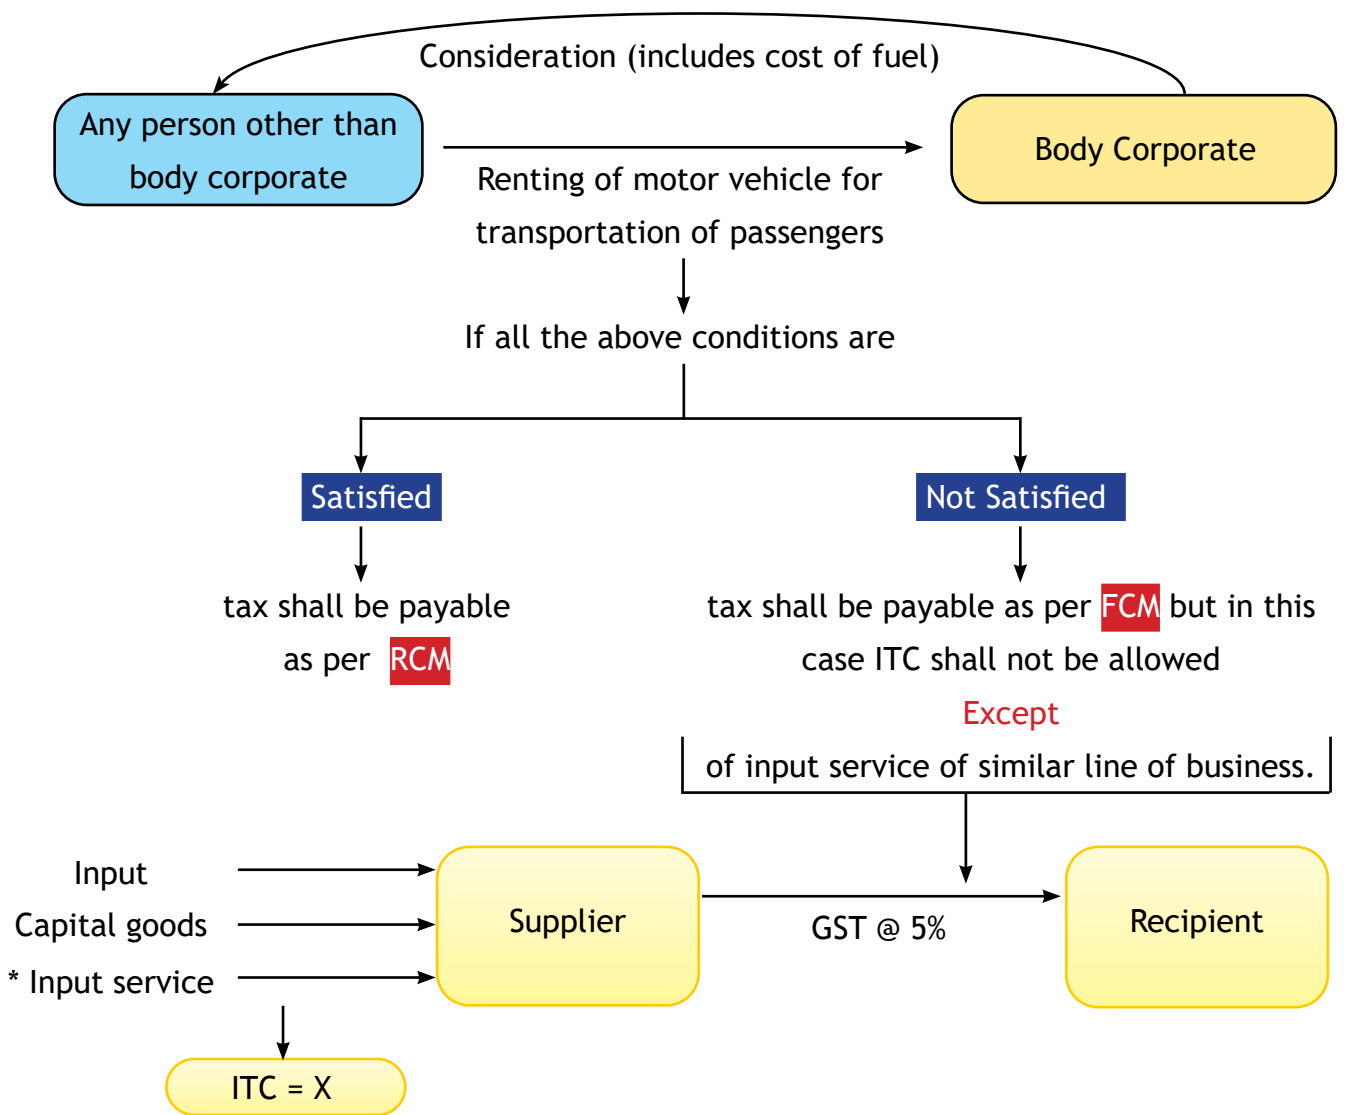 Consideration (includes cost of fuel)
Any person other than
body corporate
Body Corporate
Renting of motor vehicle for
transportation of passengers
If all the above conditions are
Satisfied
Not Satisfied
tax shall be payable
as per RCM
tax shall be payable as per FCM but in this
case ITC shall not be allowed
Except
of input service of similar line of business.
Input
Capital goods
* Input service
Supplier
GST @ 5%
Recipient
ITC = X